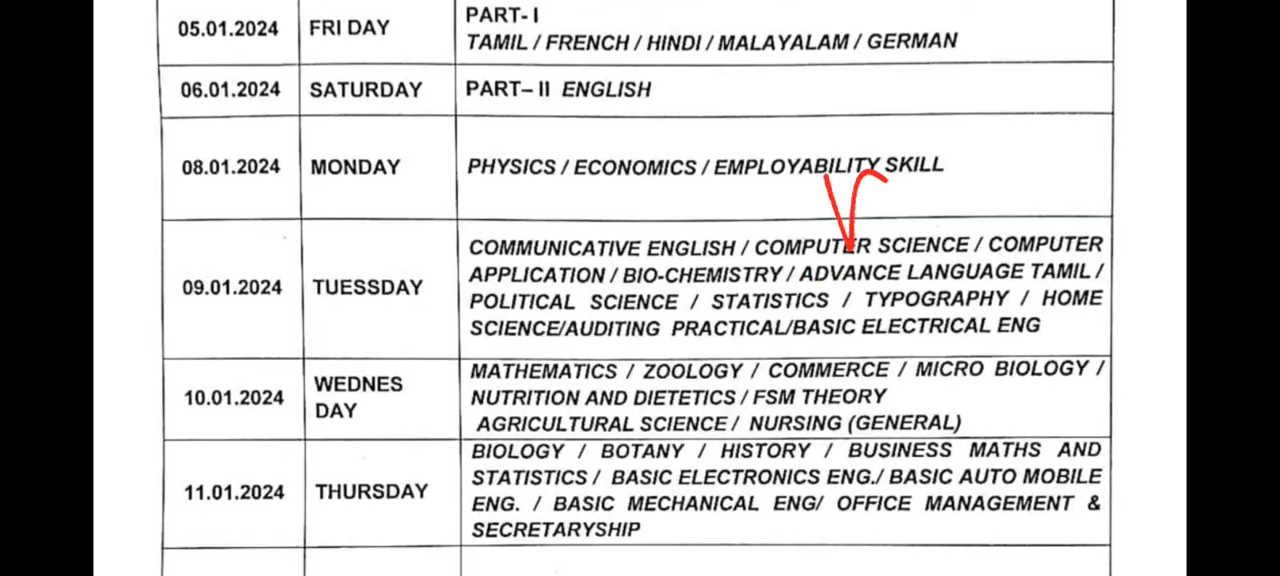 05.01.2024 FRI DAY PART- I
TAMIL / FRENCH / HINDI / MALAYALAM / GERMAN
06.01.2024 SATURDAY PART– II ENGLISH
08.01.2024 MONDAY PHYSICS / ECONOMICS / EMPLOYABILITY SKILL
09.01.2024 TUESSDAY COMMUNICATIVE ENGLISH / COMPUTER SCIENCE / COMPUTER
APPLICATION / BIO-CHEMISTRY / ADVANCE LANGUAGE TAMIL /
POLITICAL SCIENCE / STATISTICS / TYPOGRAPHY / HOME
SCIENCE/AUDITING PRACTICAL/BASIC ELECTRICAL ENG
10.01.2024 WEDNES
DAY MATHEMATICS / ZOOLOGY / COMMERCE / MICRO BIOLOGY /
NUTRITION AND DIETETICS / FSM THEORY
AGRICULTURAL SCIENCE / NURSING (GENERAL)
11.01.2024 THURSDAY BIOLOGY / BOTANY / HISTORY / BUSINESS MATHS AND
STATISTICS / BASIC ELECTRONICS ENG./ BASIC AUTO MOBILE
ENG. / BASIC MECHANICAL ENG/ OFFICE MANAGEMENT &
SECRETARYSHIP